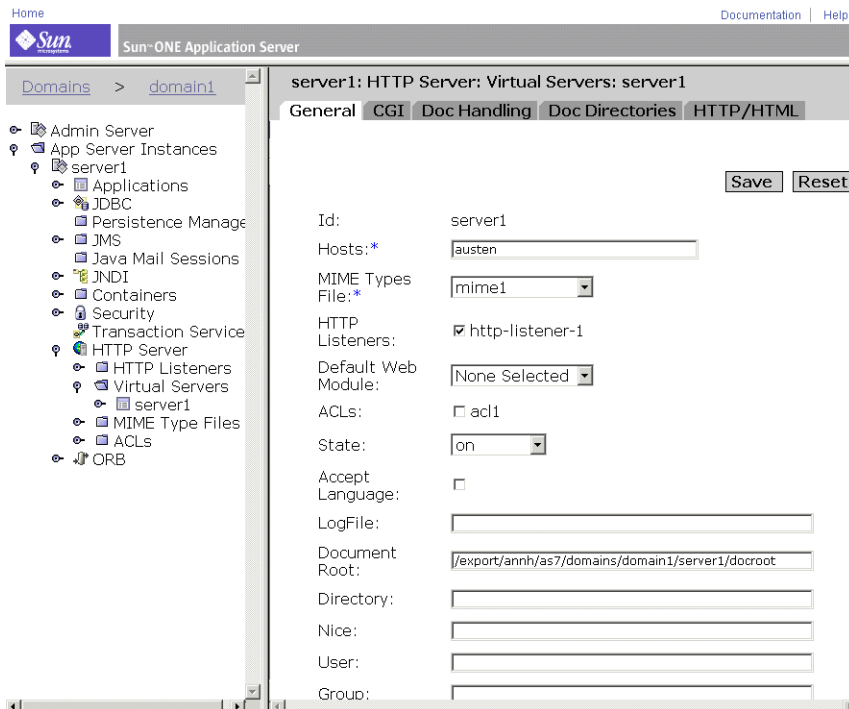 Home
Documentation | Help
Sun
microsystems
Sun™ ONE Application Server
Domains > domain1
Admin Server
App Server Instances
server1
Applications
JDBC
Persistence Manage
JMS
Java Mail Sessions
JNDI
Containers
Security
Transaction Service
HTTP Server
HTTP Listeners
Virtual Servers
server1
MIME Type Files
ACLs
ORB
server1: HTTP Server: Virtual Servers: server1
General CGI Doc Handling Doc Directories HTTP/HTML
Save Reset
Id: server1
Hosts:* austen
MIME Types
File:* mime1
HTTP
Listeners: http-listener-1
Default Web
Module: None Selected
ACLs: acl1
State: on
Accept
Language:
LogFile:
Document
Root: /export/annh/as7/domains/domain1/server1/docroot
Directory:
Nice:
User:
Group: